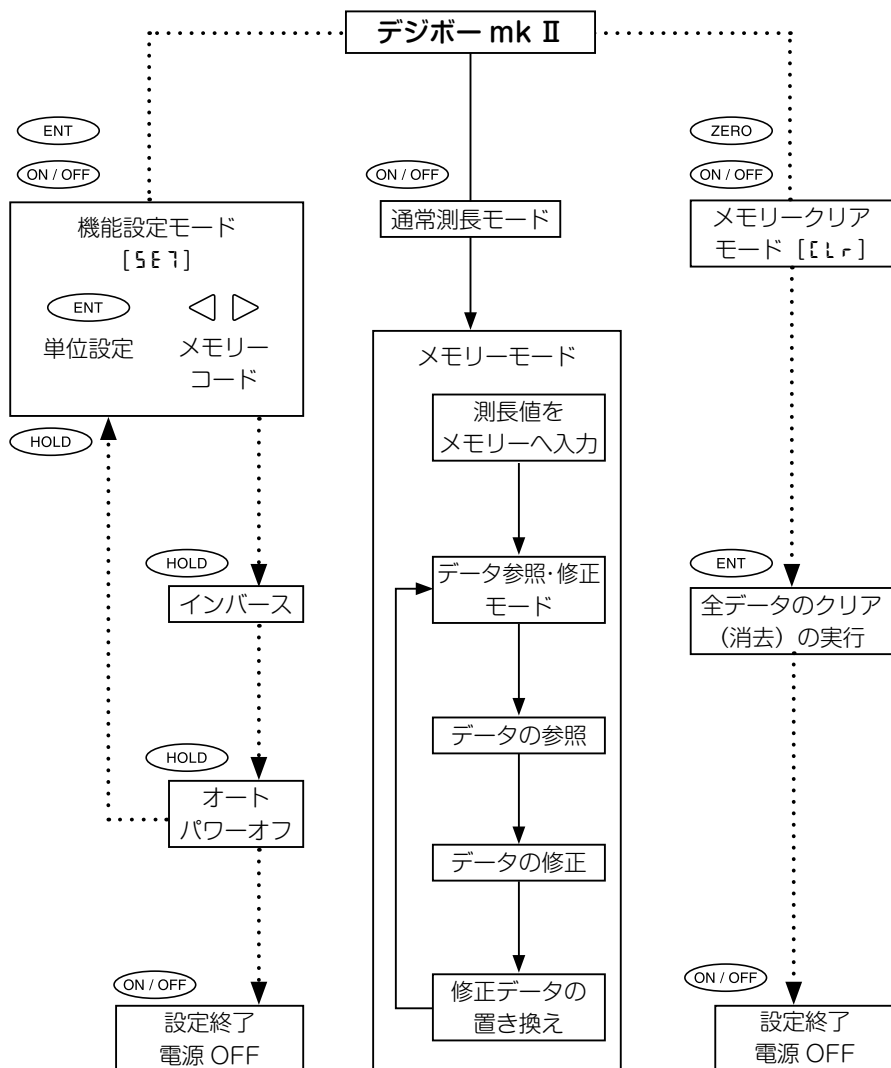 デジボー mk Ⅱ
ENT
ON / OFF
機能設定モード
[SET]
ENT
単位設定
メモリー
コード
HOLD
HOLD
インバース
HOLD
オート
パワーオフ
ON / OFF
設定終了
電源 OFF
ON / OFF
通常測長モード
メモリーモード
測長値を
メモリーへ入力
データ参照・修正
モード
データの参照
データの修正
修正データの
置き換え
ZERO
ON / OFF
メモリークリア
モード [CLr]
ENT
全データのクリア
（消去）の実行
ON / OFF
設定終了
電源 OFF